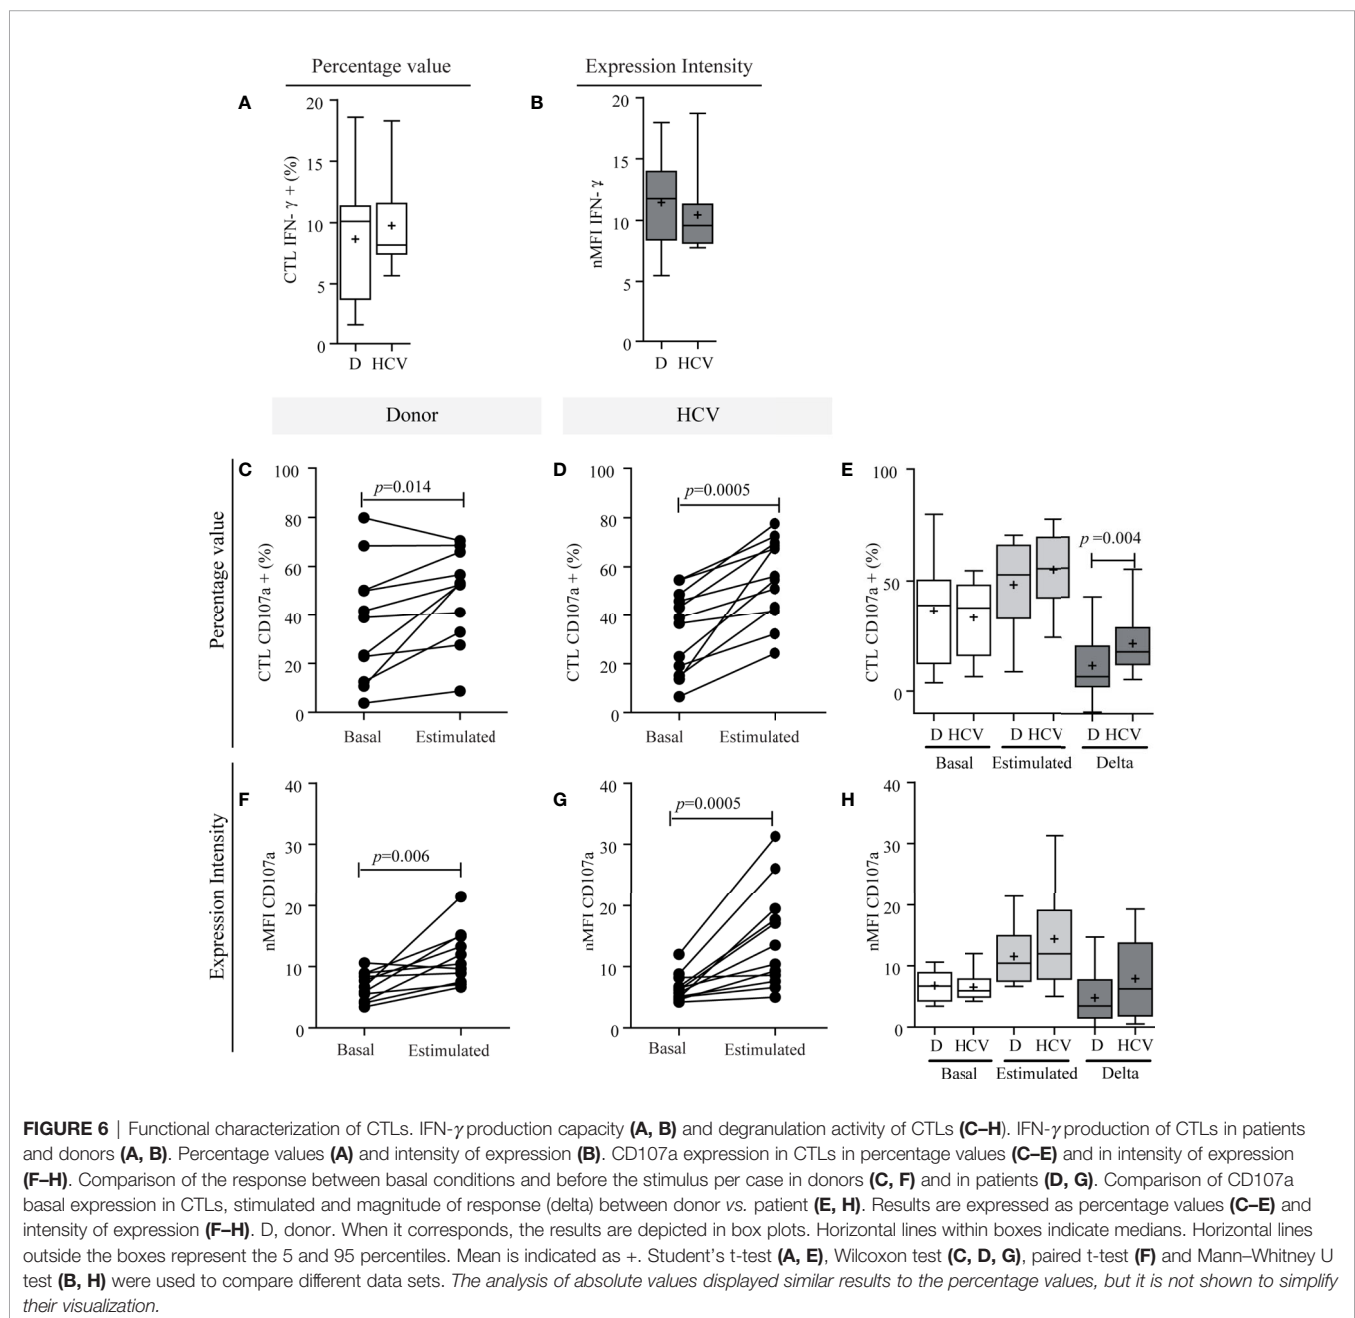 Percentage value
Expression Intensity
A
B
20
15
10
5
0
CTL IFN- γ + (%)
D HCV
20
15
10
5
0
nMFI IFN- γ
D HCV
Donor
HCV
Percentage value
C
100
80
60
40
20
0
CTL CD107a + (%)
p=0.014
Basal Estimulated
D
100
80
60
40
20
0
CTL CD107a + (%)
p=0.0005
Basal Estimulated
E
100
50
0
CTL CD107a + (%)
p =0.004
D HCV D HCV D HCV
Basal Estimulated Delta
Expression Intensity
F
40
30
20
10
0
nMFI CD107a
p=0.006
Basal Estimulated
G
40
30
20
10
0
nMFI CD107a
p=0.0005
Basal Estimulated
H
40
30
20
10
0
nMFI CD107a
D HCV D HCV D HCV
Basal Estimulated Delta
FIGURE 6 | Functional characterization of CTLs. IFN-γ production capacity (A, B) and degranulation activity of CTLs (C–H). IFN-γ production of CTLs in patients
and donors (A, B). Percentage values (A) and intensity of expression (B). CD107a expression in CTLs in percentage values (C–E) and in intensity of expression
(F–H). Comparison of the response between basal conditions and before the stimulus per case in donors (C, F) and in patients (D, G). Comparison of CD107a
basal expression in CTLs, stimulated and magnitude of response (delta) between donor vs. patient (E, H). Results are expressed as percentage values (C–E) and
intensity of expression (F–H). D, donor. When it corresponds, the results are depicted in box plots. Horizontal lines within boxes indicate medians. Horizontal lines
outside the boxes represent the 5 and 95 percentiles. Mean is indicated as +. Student's t-test (A, E), Wilcoxon test (C, D, G), paired t-test (F) and Mann–Whitney U
test (B, H) were used to compare different data sets. The analysis of absolute values displayed similar results to the percentage values, but it is not shown to simplify
their visualization.